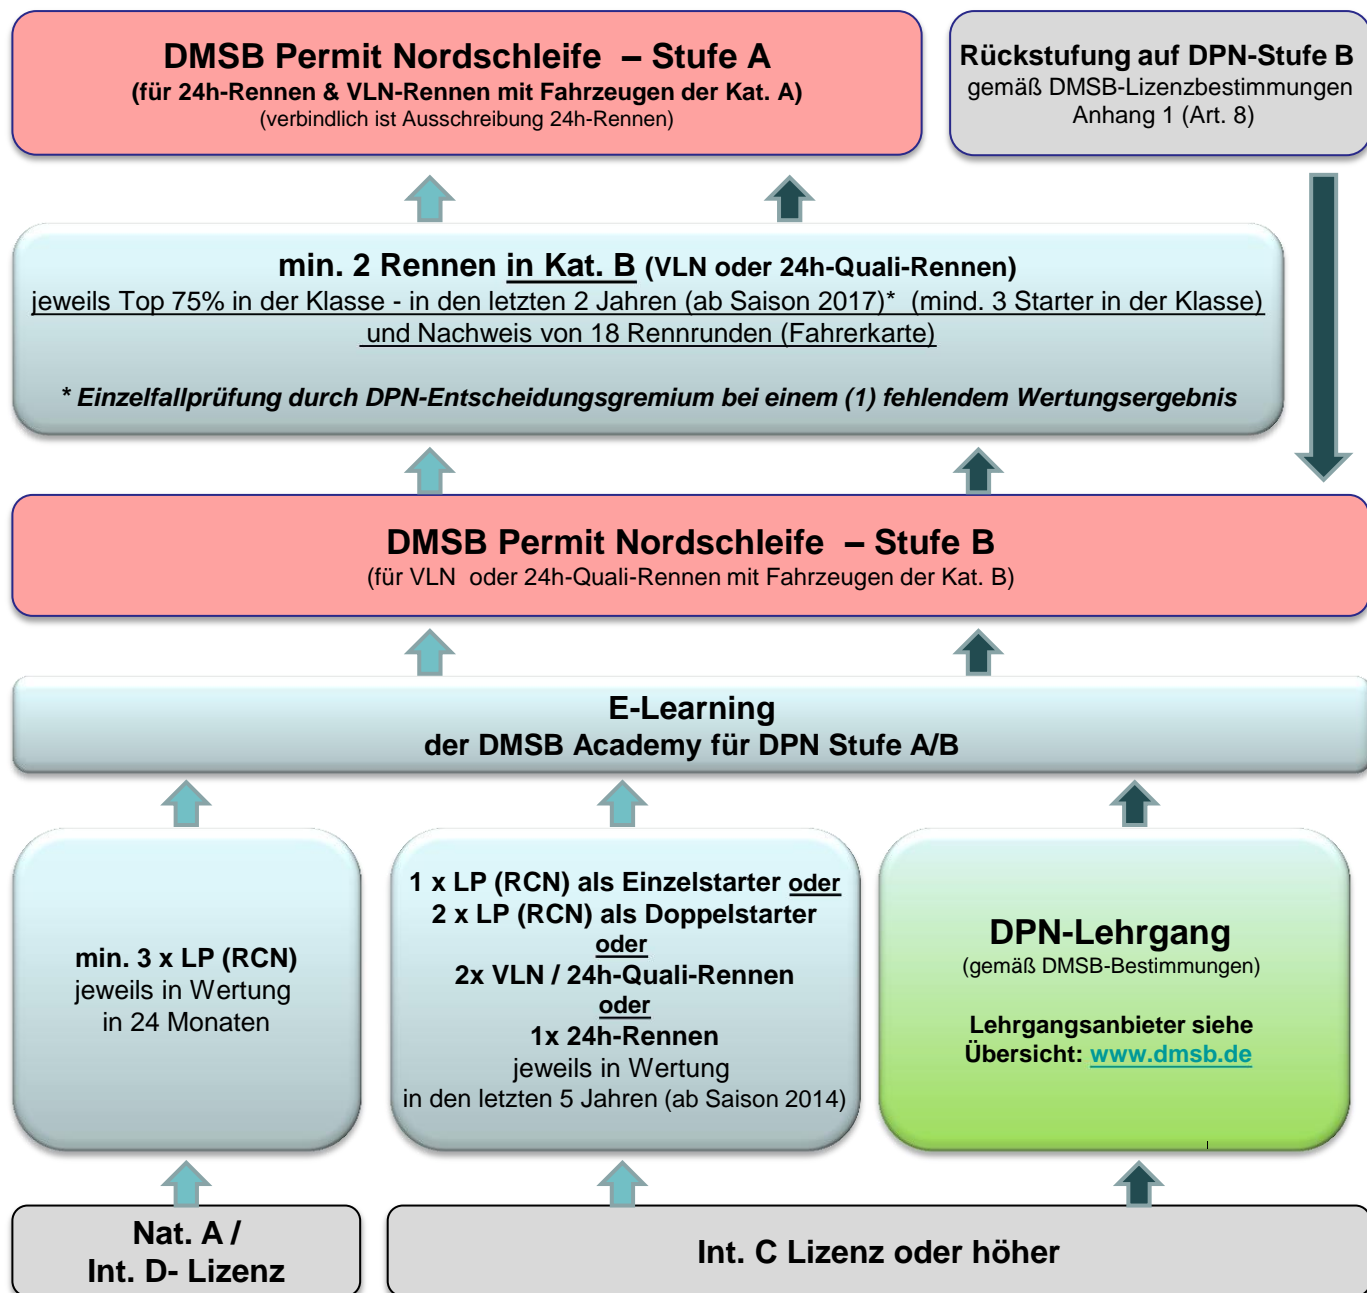 DMSB Permit Nordschleife – Stufe A
(für 24h-Rennen & VLN-Rennen mit Fahrzeugen der Kat. A)
(verbindlich ist Ausschreibung 24h-Rennen)
Rückstufung auf DPN-Stufe B
gemäß DMSB-Lizenzbestimmungen
Anhang 1 (Art. 8)
min. 2 Rennen in Kat. B (VLN oder 24h-Quali-Rennen)
jeweils Top 75% in der Klasse - in den letzten 2 Jahren (ab Saison 2017)* (mind. 3 Starter in der Klasse)
und Nachweis von 18 Rennrunden (Fahrerkarte)
* Einzelfallprüfung durch DPN-Entscheidungsgremium bei einem (1) fehlendem Wertungsergebnis
DMSB Permit Nordschleife – Stufe B
(für VLN oder 24h-Quali-Rennen mit Fahrzeugen der Kat. B)
E-Learning
der DMSB Academy für DPN Stufe A/B
min. 3 x LP (RCN)
jeweils in Wertung
in 24 Monaten
1 x LP (RCN) als Einzelstarter oder
2 x LP (RCN) als Doppelstarter
oder
2x VLN / 24h-Quali-Rennen
oder
1x 24h-Rennen
jeweils in Wertung
in den letzten 5 Jahren (ab Saison 2014)
DPN-Lehrgang
(gemäß DMSB-Bestimmungen)
Lehrgangsanbieter siehe
Übersicht: www.dmsb.de
Nat. A /
Int. D- Lizenz
Int. C Lizenz oder höher